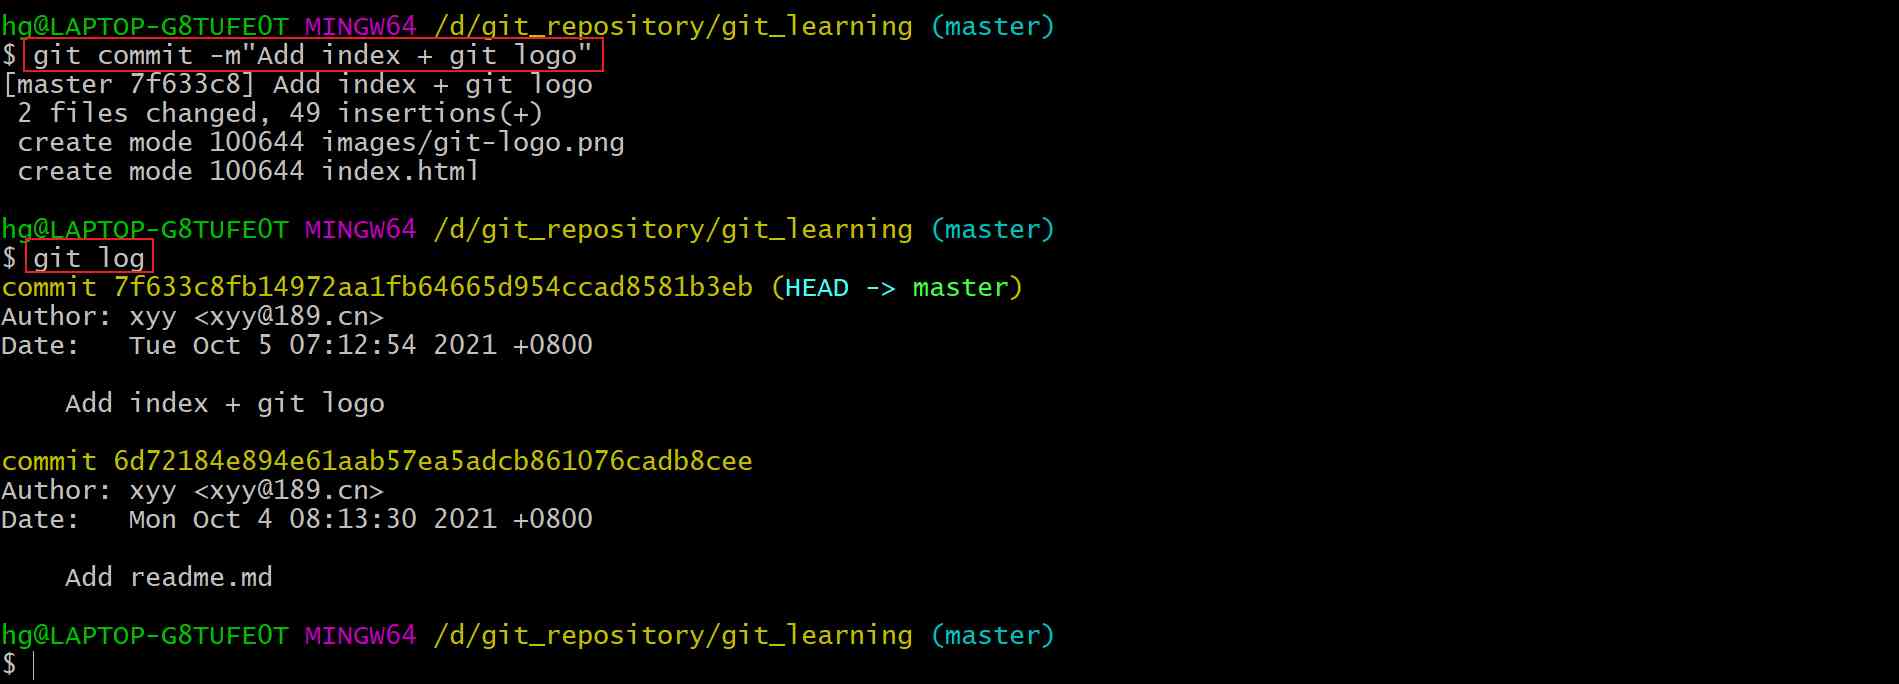 hg@LAPTOP-G8TUFE0T MINGW64 /d/git_repository/git_learning (master)
$ git commit -m"Add index + git logo"
[master 7f633c8] Add index + git logo
 2 files changed, 49 insertions(+)
 create mode 100644 images/git-logo.png
 create mode 100644 index.html

hg@LAPTOP-G8TUFE0T MINGW64 /d/git_repository/git_learning (master)
$ git log
commit 7f633c8fb14972aa1fb64665d954ccad8581b3eb (HEAD -> master)
Author: xyy <xyy@189.cn>
Date:   Tue Oct 5 07:12:54 2021 +0800

    Add index + git logo

commit 6d72184e894e61aab57ea5adcb861076cadb8cee
Author: xyy <xyy@189.cn>
Date:   Mon Oct 4 08:13:30 2021 +0800

    Add readme.md

hg@LAPTOP-G8TUFE0T MINGW64 /d/git_repository/git_learning (master)
$